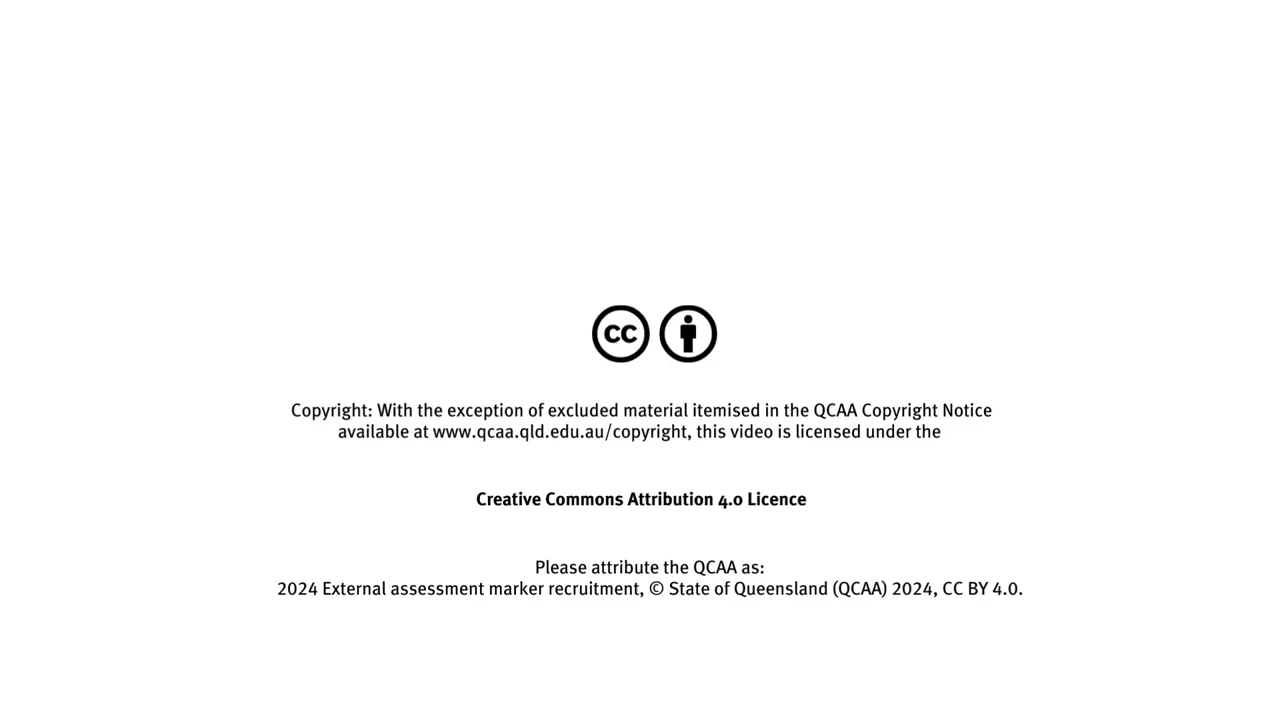 CC
Copyright: With the exception of excluded material itemised in the QCAA Copyright Notice
available at www.qcaa.qld.edu.au/copyright, this video is licensed under the
Creative Commons Attribution 4.0 Licence
Please attribute the QCAA as:
2024 External assessment marker recruitment, © State of Queensland (QCAA) 2024, CC BY 4.0.